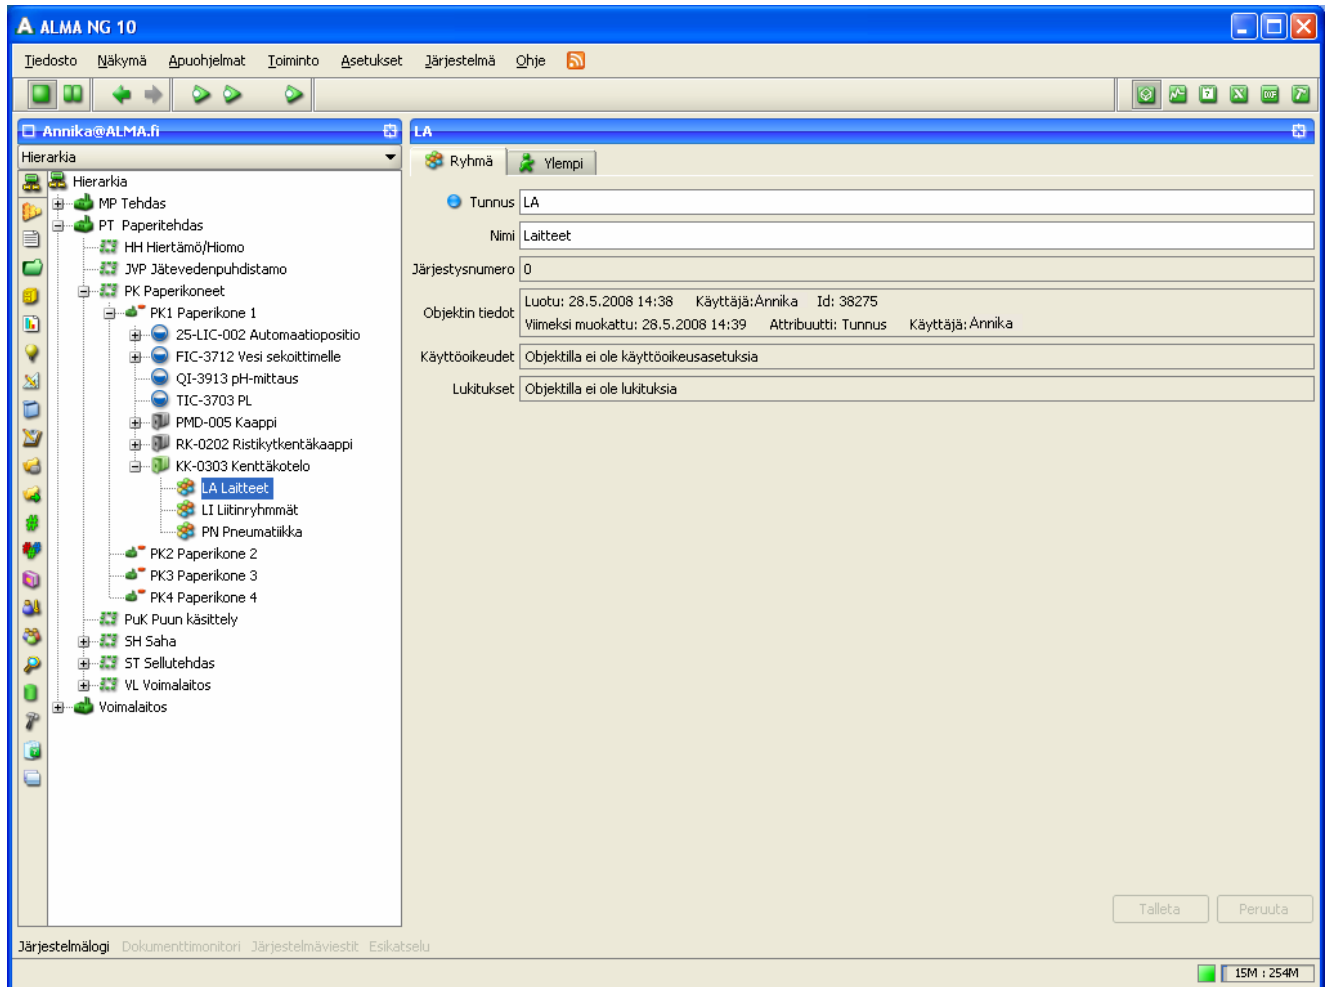 ALMA NG 10
Tiedosto Näkymä Apuohjelmat Toiminto Asetukset Järjestelmä Ohje
Annika@ALMA.fi
Hierarkia
Hierarkia
MP Tehdas
PT Paperitehdas
HH Hiertämö/Hiomo
JVP Jätevedenpuhdistamo
PK Paperikoneet
PK1 Paperikone 1
25-LIC-002 Automaatiopositio
FIC-3712 Vesi sekoittimelle
QI-3913 pH-mittaus
TIC-3703 PL
PMD-005 Kaappi
RK-0202 Ristikytkentäkaappi
KK-0303 Kenttäkotelo
LA Laitteet
LI Liitinryhmmät
PN Pneumatiikka
PK2 Paperikone 2
PK3 Paperikone 3
PK4 Paperikone 4
PuK Puun käsittely
SH Saha
ST Sellutehdas
VL Voimalaitos
Voimalaitos
LA
Ryhmä Ylempi
Tunnus LA
Nimi Laitteet
Järjestysnumero 0
Objektin tiedot
Luotu: 28.5.2008 14:38 Käyttäjä:Annika Id: 38275
Viimeksi muokattu: 28.5.2008 14:39 Attribuutti: Tunnus Käyttäjä:Annika
Käyttöoikeudet Objektilla ei ole käyttöoikeusasetuksia
Lukitukset Objektilla ei ole lukituksia
Talleta Peruuta
Järjestelmälogi Dokumenttimonitori Järjestelmäviestit Esikatselu
15M : 254M